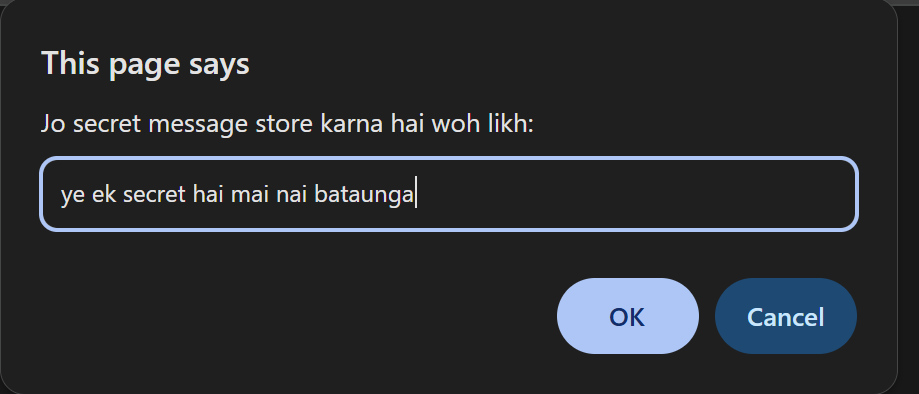 This page says
Jo secret message store karna hai woh likh:
ye ek secret hai mai nai bataunga
OK
Cancel